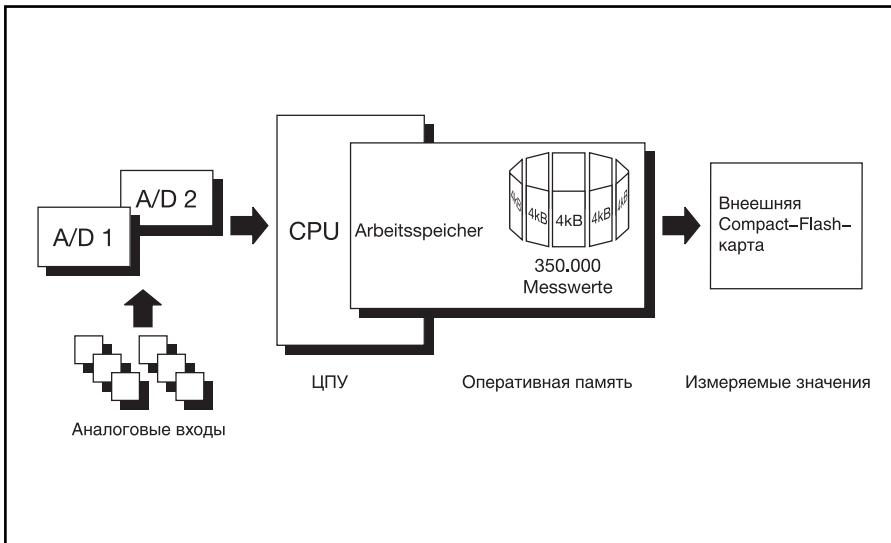 A/D 2
A/D 1
CPU
Arbeitsspeicher
4kB
4kB
4kB
4kB
4kB
350.000
Messwerte
Внеешняя
Compact–Flash–
карта
ЦПУ
Оперативная память
Измеряемые значения
Аналоговые входы